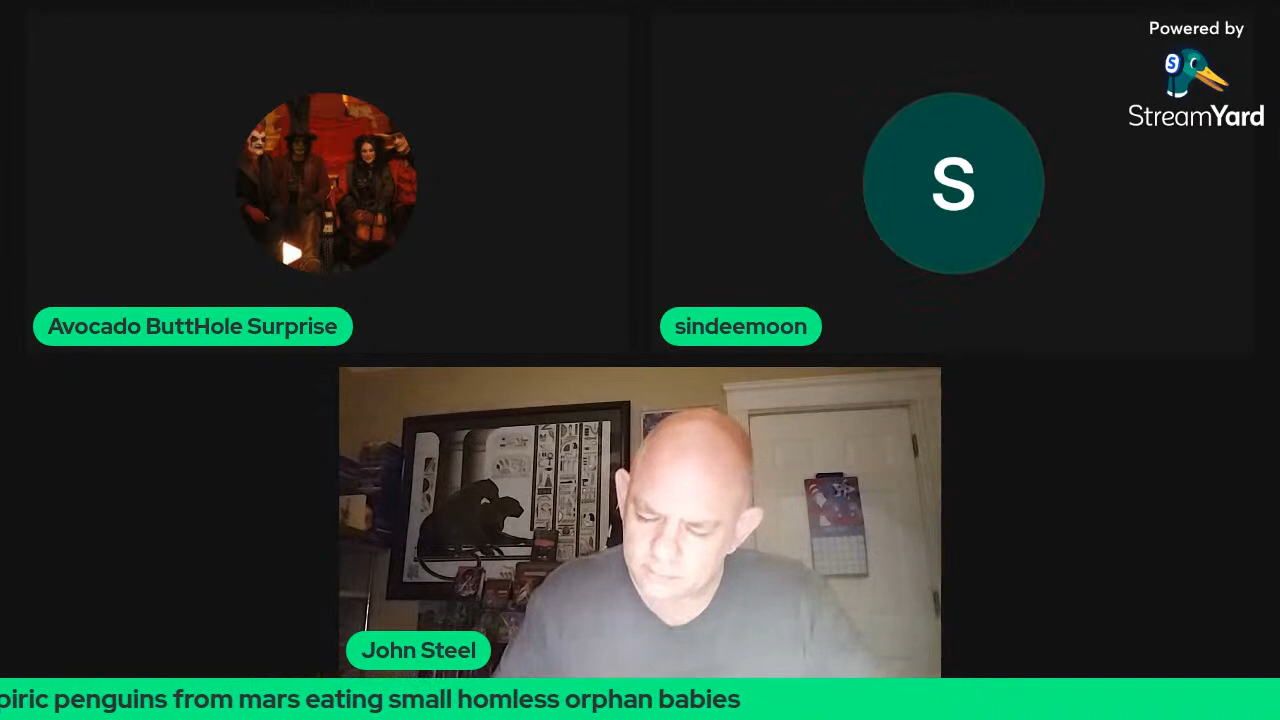 Powered by
S
StreamYard
S
Avocado ButtHole Surprise
sindeemoon
John Steel
piric penguins from mars eating small homless orphan babies